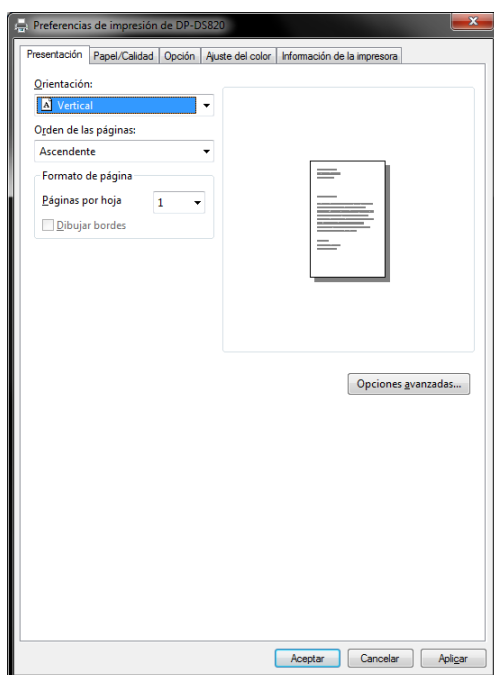 Preferencias de impresión de DP-DS820
Presentación Papel/Calidad Opción Ajuste del color Información de la impresora
Orientación:
A Vertical
Orden de las páginas:
Ascendente
Formato de página
Páginas por hoja 1
Dibujar bordes
Opciones avanzadas...
Aceptar Cancelar Aplicar